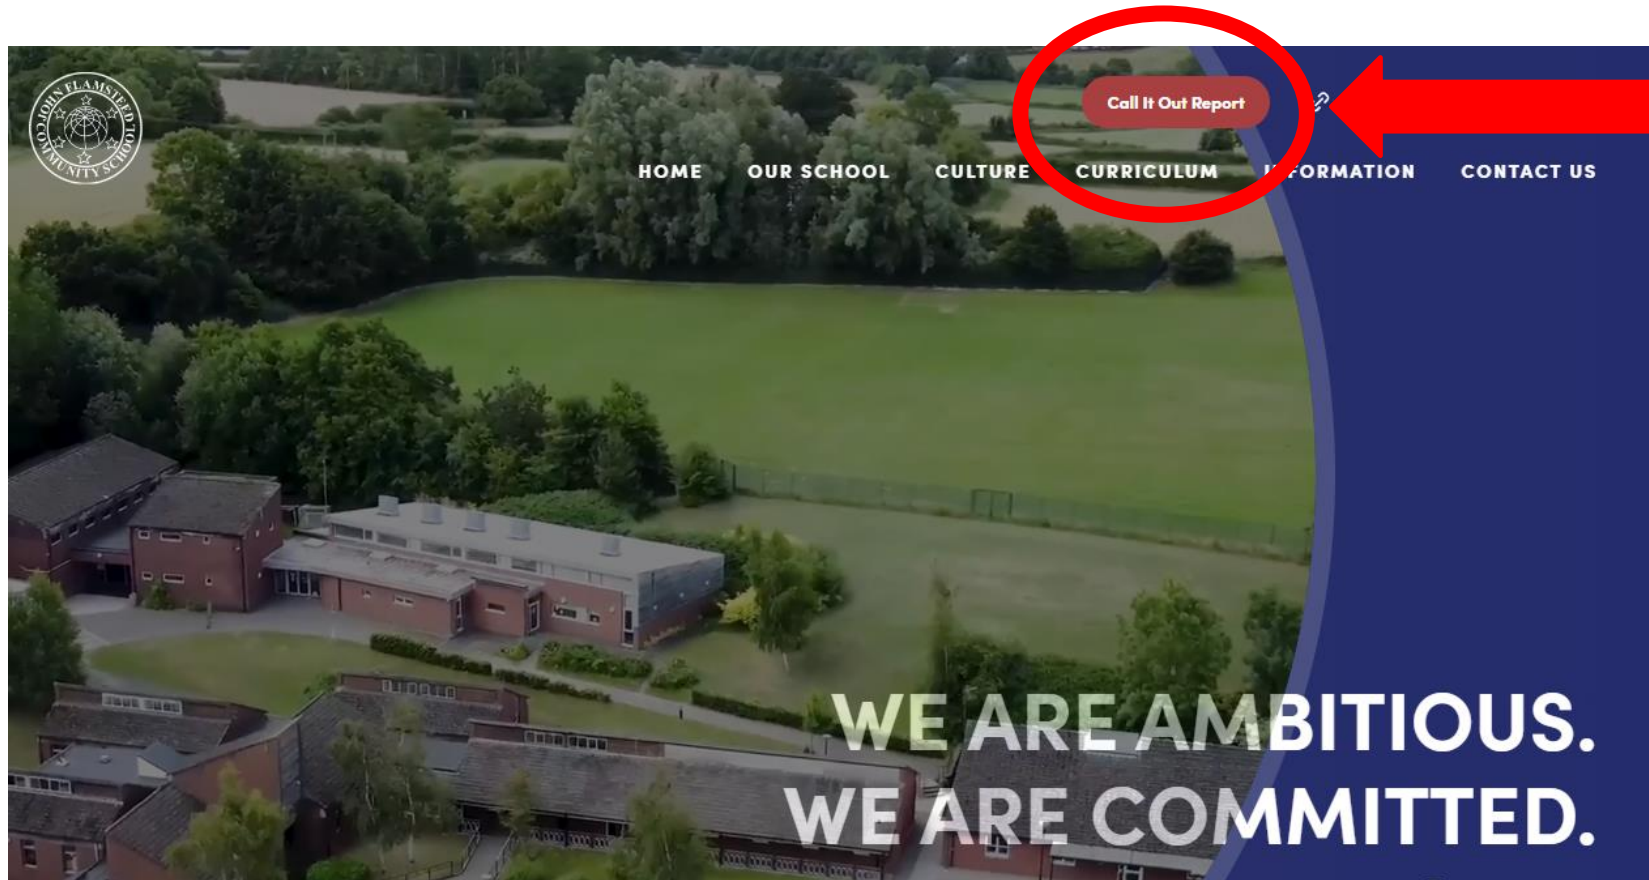 JOHN FLAMSTEED
COMMUNITY SCHOOL
Call It Out Report
HOME OUR SCHOOL CULTURE CURRICULUM INFORMATION CONTACT US
WE ARE AMBITIOUS.
WE ARE COMMITTED.